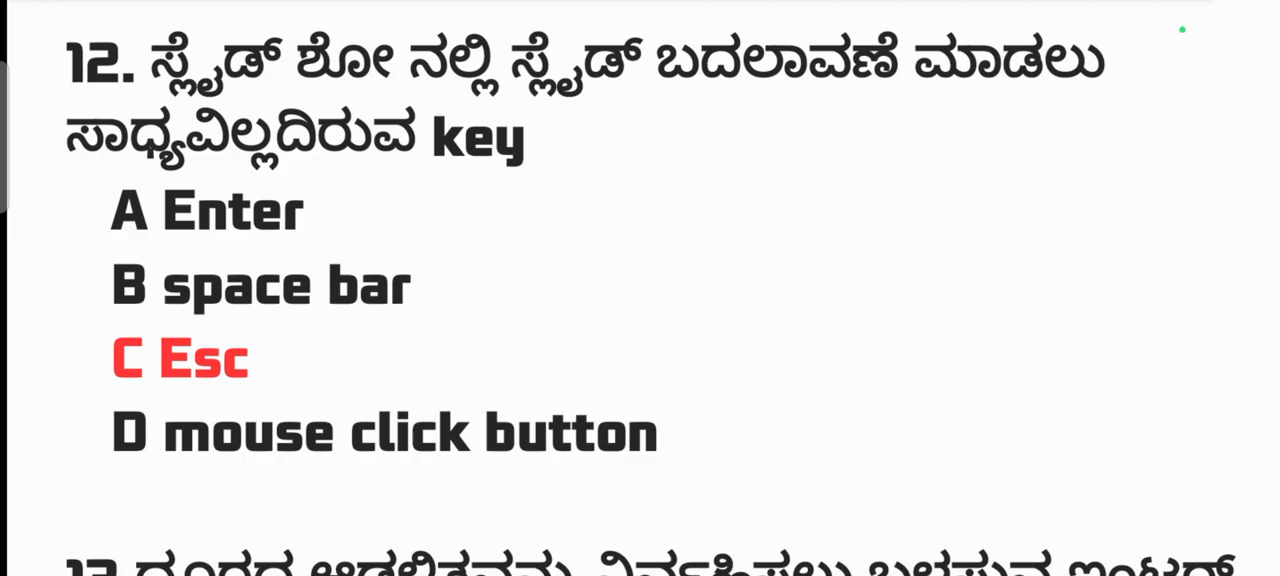 12. ಸ್ಲೈಡ್ ಶೋ ನಲ್ಲಿ ಸ್ಲೈಡ್ ಬದಲಾವಣೆ ಮಾಡಲು
ಸಾಧ್ಯವಿಲ್ಲದಿರುವ key
A Enter
B space bar
C Esc
D mouse click button